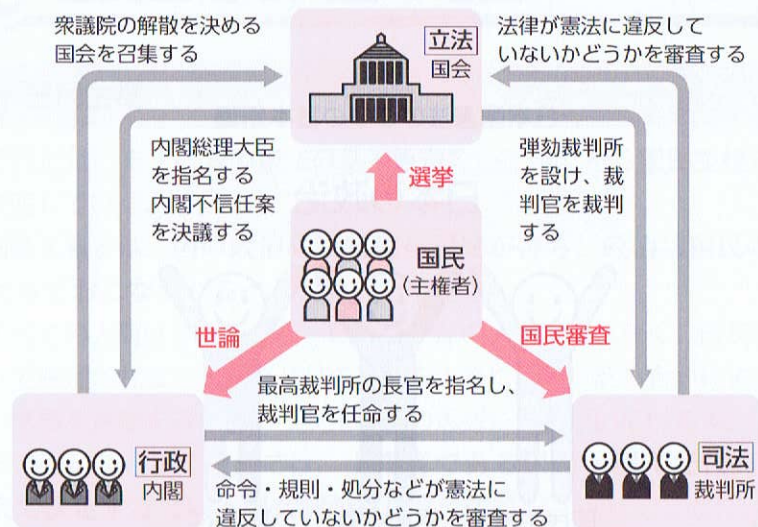 衆議院の解散を決める
国会を召集する
立法
国会
法律が憲法に違反して
いないかどうかを審査する
内閣総理大臣
を指名する
内閣不信任案
を決議する
選挙
弾劾裁判所
を設け、裁
判官を裁判
する
国民
(主権者)
世論
国民審査
最高裁判所の長官を指名し、
裁判官を任命する
行政
内閣
司法
裁判所
命令・規則・処分などが憲法に
違反していないかどうかを審査する